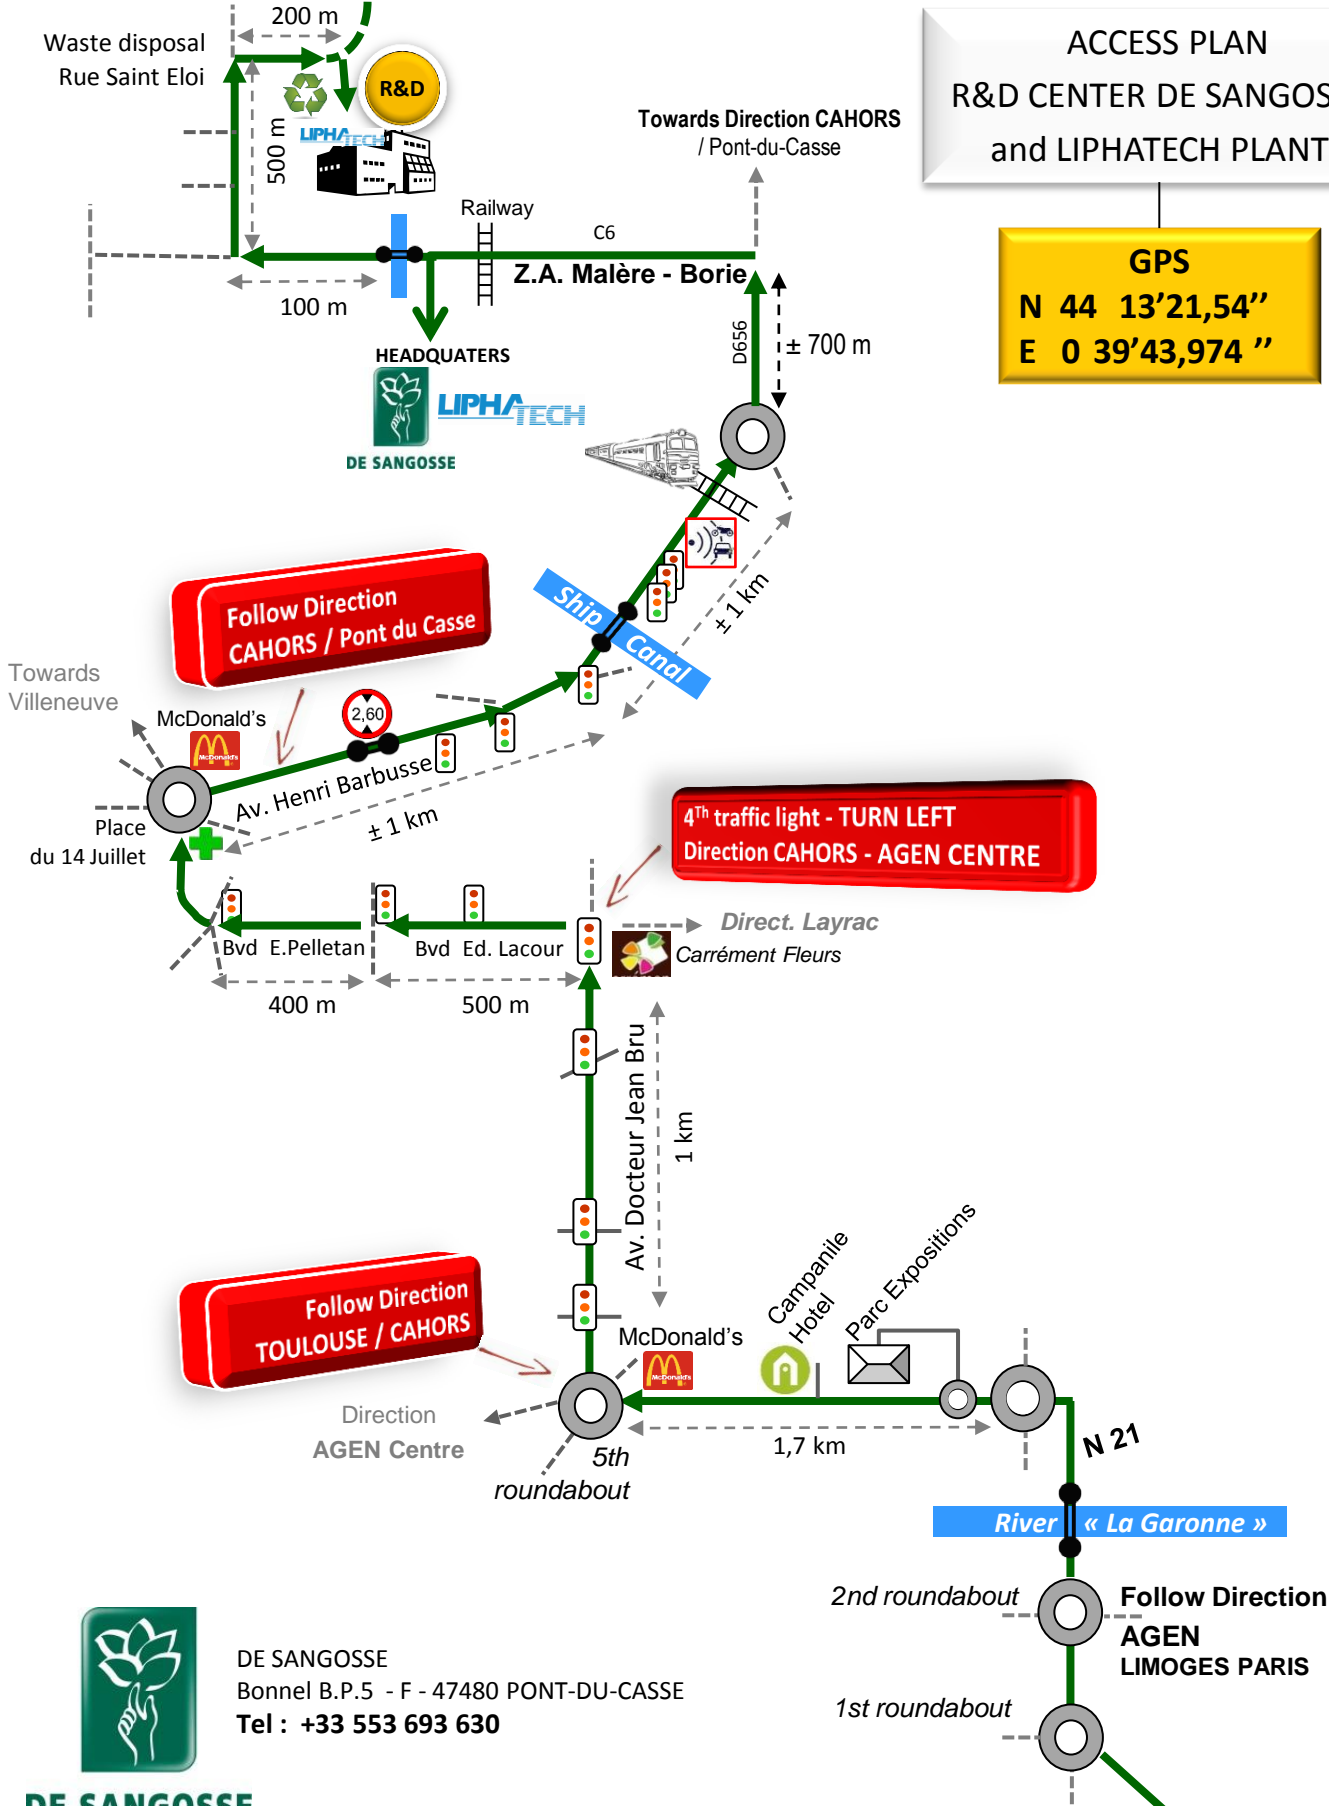 200 m
Waste disposal
Rue Saint Eloi
R&D
500 m
LIPHATECH
ACCESS PLAN
R&D CENTER DE SANGOS
and LIPHATECH PLANT
Towards Direction CAHORS
/ Pont-du-Casse
GPS
N 44 13’21,54’’
E 0 39’43,974 ’’
Railway
C6
Z.A. Malère - Borie
100 m
D656
± 700 m
HEADQUATERS
LIPHATECH
DE SANGOSSE
Follow Direction
CAHORS / Pont du Casse
Ship Canal
± 1 km
Towards
Villeneuve
McDonald’s
McDonald's
2,60
Av. Henri Barbusse
± 1 km
Place
du 14 Juillet
4Th traffic light - TURN LEFT
Direction CAHORS - AGEN CENTRE
Direct. Layrac
Carrément Fleurs
Bvd E.Pelletan
Bvd Ed. Lacour
400 m
500 m
Av. Docteur Jean Bru
1 km
Follow Direction
TOULOUSE / CAHORS
McDonald’s
McDonald's
Campanile
Hotel
Parc Expositions
Direction
AGEN Centre
5th
roundabout
1,7 km
N 21
River « La Garonne »
2nd roundabout
Follow Direction
AGEN
LIMOGES PARIS
1st roundabout
DE SANGOSSE
Bonnel B.P.5 - F - 47480 PONT-DU-CASSE
Tel : +33 553 693 630
DE SANGOSSE